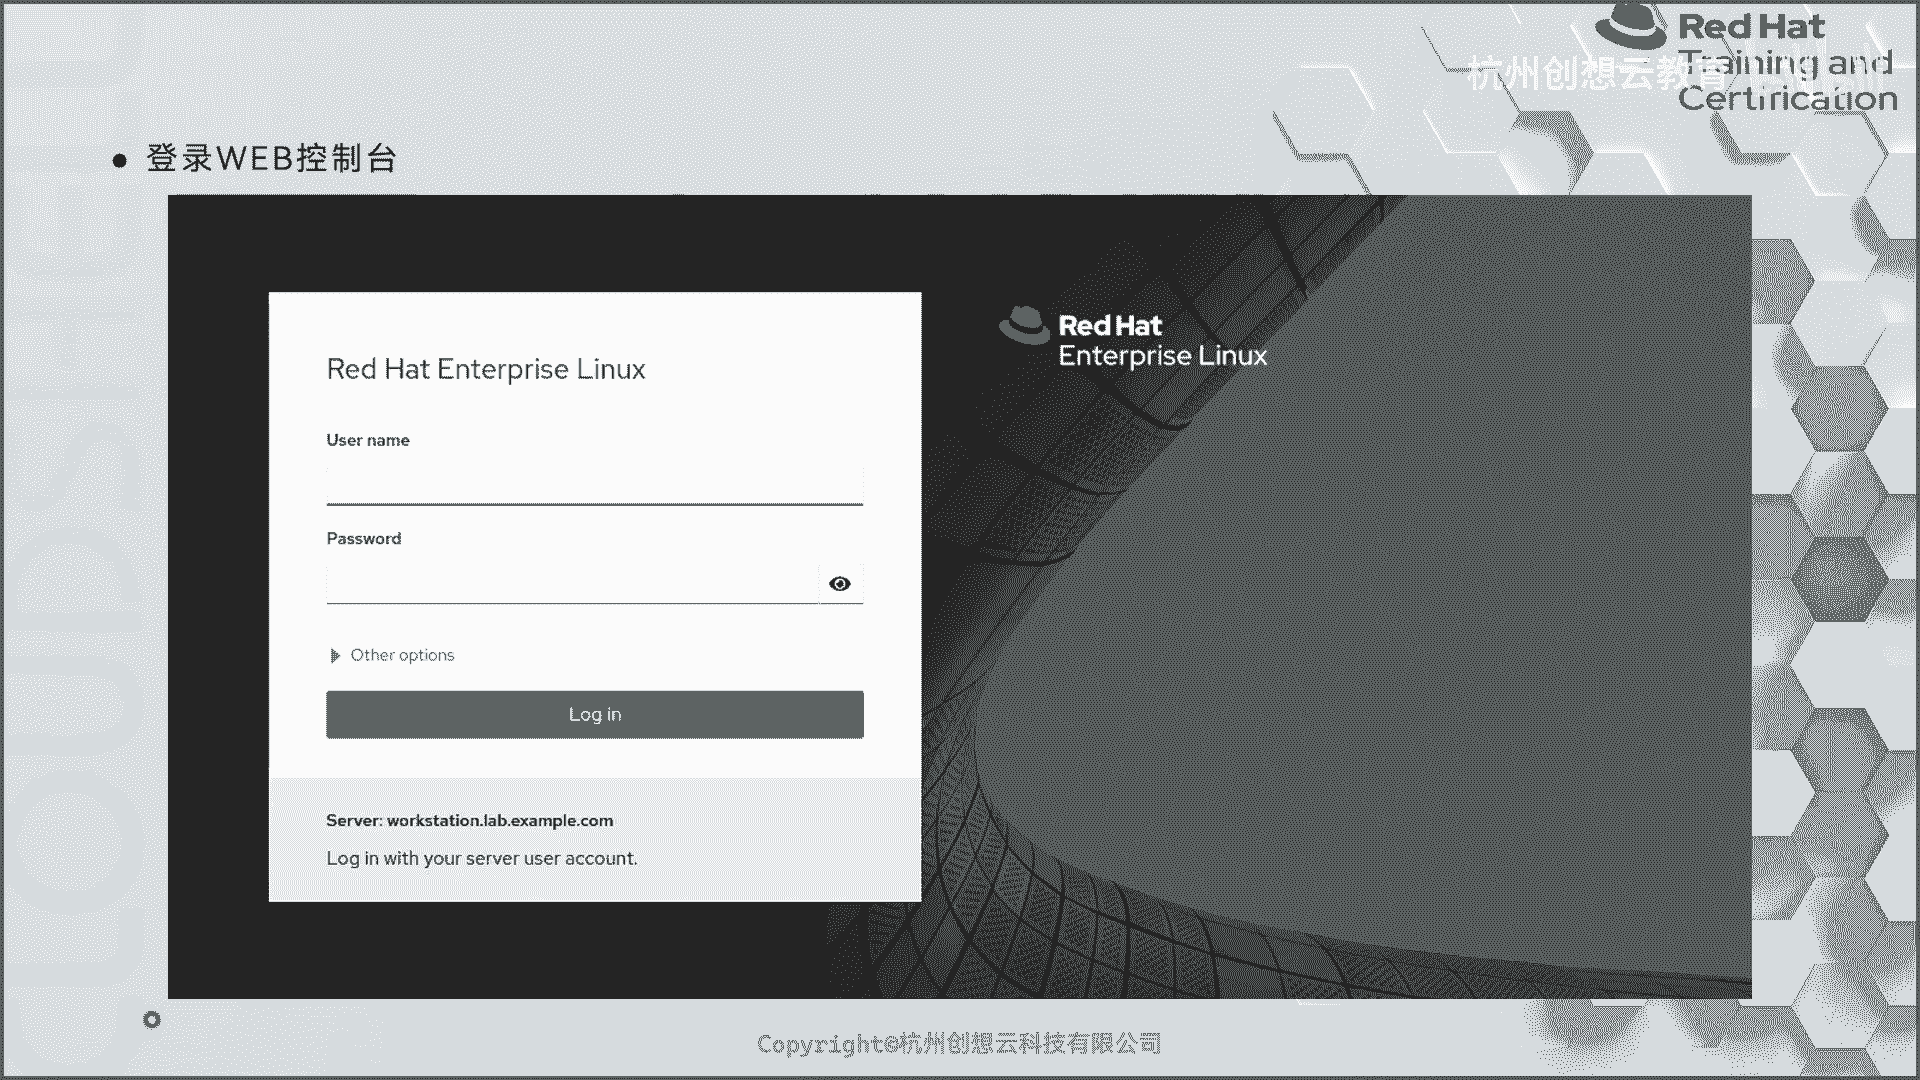 Red Hat
Training and
Certification
杭州创想云教育
登录WEB控制台
Red Hat Enterprise Linux
User name
Password
Other options
Log in
Server: workstation.lab.example.com
Log in with your server user account.
Red Hat
Enterprise Linux
Copyright©杭州创想云科技有限公司